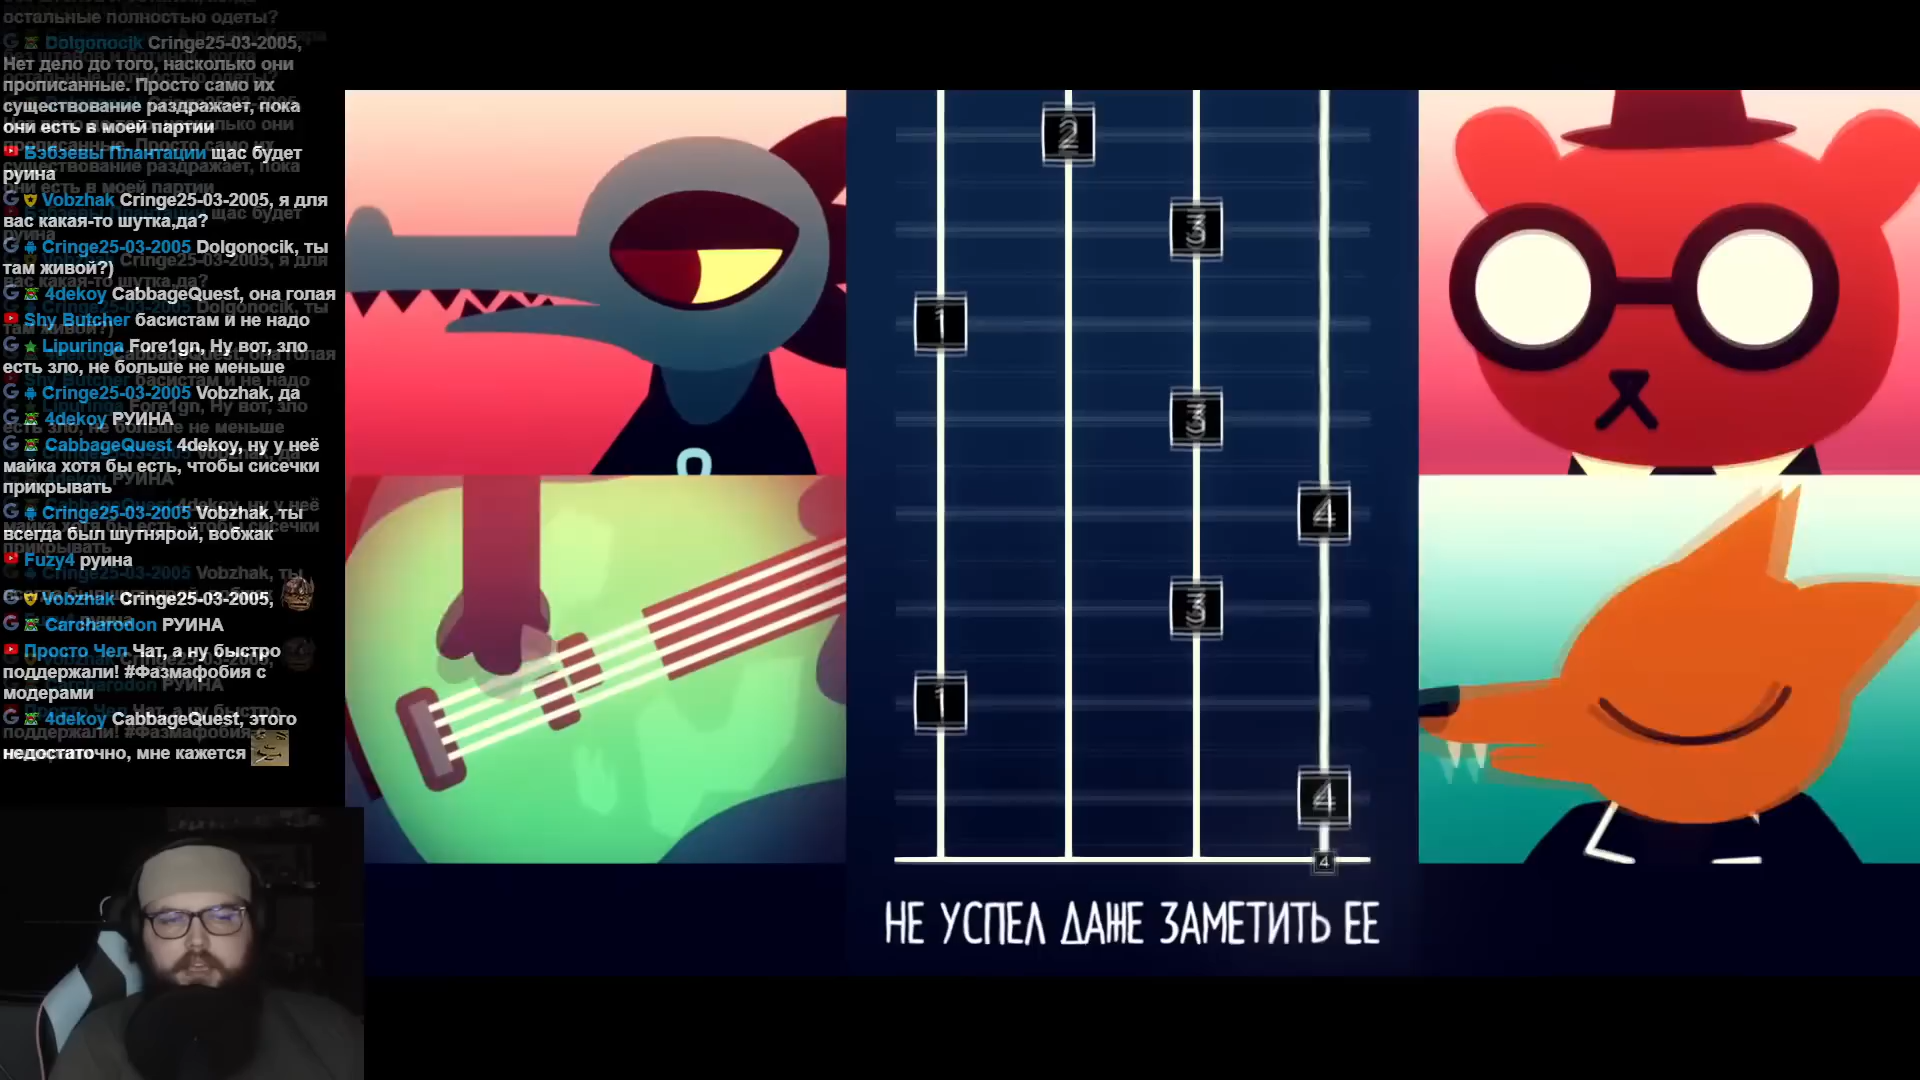 остальные полностью одеты?
Dolgonocik Cringe25-03-2005,
Нет дело до того, насколько они
прописанные. Просто само их
существование раздражает, пока
они есть в моей партии
Бэбэевы Плантации щас будет
руина
Vobzhak Cringe25-03-2005, я для
вас какая-то шутка,да?
Cringe25-03-2005 Dolgonocik, ты
там живой?)
4dekoy CabbageQuest, она голая
Shy Butcher басистам и не надо
Lipuringa Fore1gn, Ну вот, зло
есть зло, не больше не меньше
Cringe25-03-2005 Vobzhak, да
4dekoy РУИНА
CabbageQuest 4dekoy, ну у неё
майка хотя бы есть, чтобы сисечки
прикрывать
Cringe25-03-2005 Vobzhak, ты
всегда был шутнярой, вобжак
Fuzy4 руина
Vobzhak Cringe25-03-2005,
Carcharodon РУИНА
Просто Чел Чат, а ну быстро
поддержали! #Фазмафобия с
модерами
4dekoy CabbageQuest, этого
недостаточно, мне кажется
2
3
1
3
4
3
1
4
4
НЕ УСПЕЛ ДАЖЕ ЗАМЕТИТЬ ЕЕ